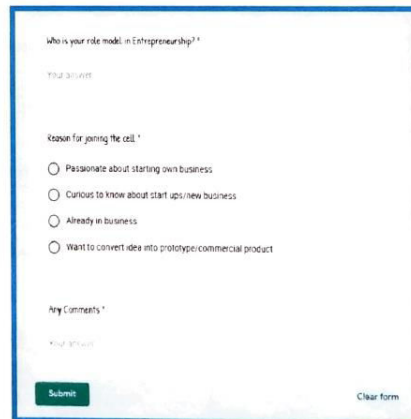 Who is your role model in Entrepreneurship? *
Your answer
Reason for joining the cell *
Passionate about starting own business
Curious to know about start ups/new business
Already in business
Want to convert idea into prototype/commercial product
Any Comments *
Your answer
Submit
Clear form